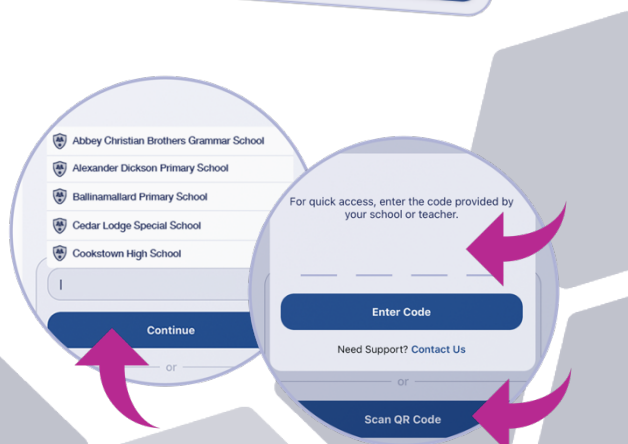 Abbey Christian Brothers Grammar School
Alexander Dickson Primary School
Ballinamallard Primary School
Cedar Lodge Special School
Cookstown High School
Continue
or
For quick access, enter the code provided by
your school or teacher.
Enter Code
Need Support? Contact Us
or
Scan QR Code